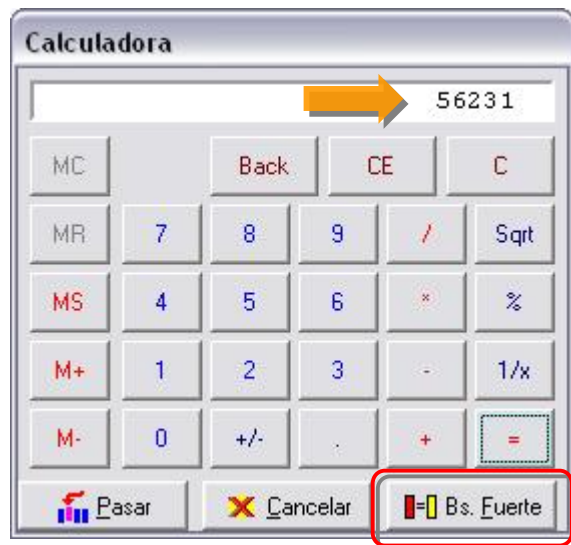 Calculadora
56231
MC Back CE C
MR 7 8 9 / Sqrt
MS 4 5 6 * %
M+ 1 2 3 - 1/x
M- 0 +/- . + =
Pasar Cancelar Bs. Fuerte